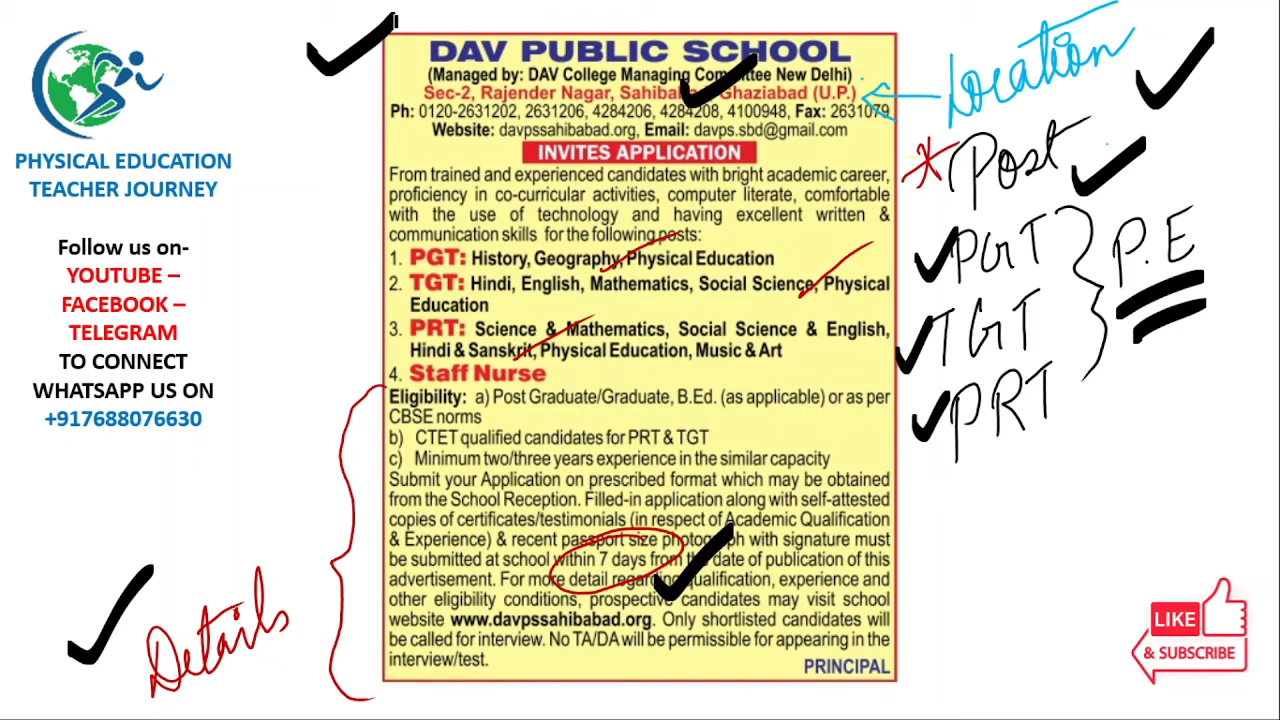 PHYSICAL EDUCATION
TEACHER JOURNEY
Follow us on-
YOUTUBE –
FACEBOOK –
TELEGRAM
TO CONNECT
WHATSAPP US ON
+917688076630
DAV PUBLIC SCHOOL
(Managed by: DAV College Managing Committee New Delhi)
Sec-2, Rajender Nagar, Ghaziabad (U.P.)
Ph: 0120-2631202, 2631206, 4284206, 4284208, 4100948, Fax: 2631079
Website: davpssahibabad.org, Email: davps.sbd@gmail.com
INVITES APPLICATION
From trained and experienced candidates with bright academic career,
proficiency in co-curricular activities, computer literate, comfortable
with the use of technology and having excellent written &
communication skills for the following posts:
1. PGT: History, Geography, Physical Education
2. TGT: Hindi, English, Mathematics, Social Science, Physical
Education
3. PRT: Science & Mathematics, Social Science & English,
Hindi & Sanskrit, Physical Education, Music & Art
4. Staff Nurse
Eligibility: a) Post Graduate/Graduate, B.Ed. (as applicable) or as per
CBSE norms
b) CTET qualified candidates for PRT & TGT
c) Minimum two/three years experience in the similar capacity
Submit your Application on prescribed format which may be obtained
from the School Reception. Filled-in application along with self-attested
copies of certificates/testimonials (in respect of Academic Qualification
& Experience) & recent passport size photograph with signature must
be submitted at school within 7 days from the date of publication of this
advertisement. For more detail regarding qualification, experience and
other eligibility conditions, prospective candidates may visit school
website www.davpssahibabad.org. Only shortlisted candidates will
be called for interview. No TA/DA will be permissible for appearing in the
interview/test.
PRINCIPAL
Location
Post
PGT
TGT
PRT
P.E
Details
LIKE
& SUBSCRIBE